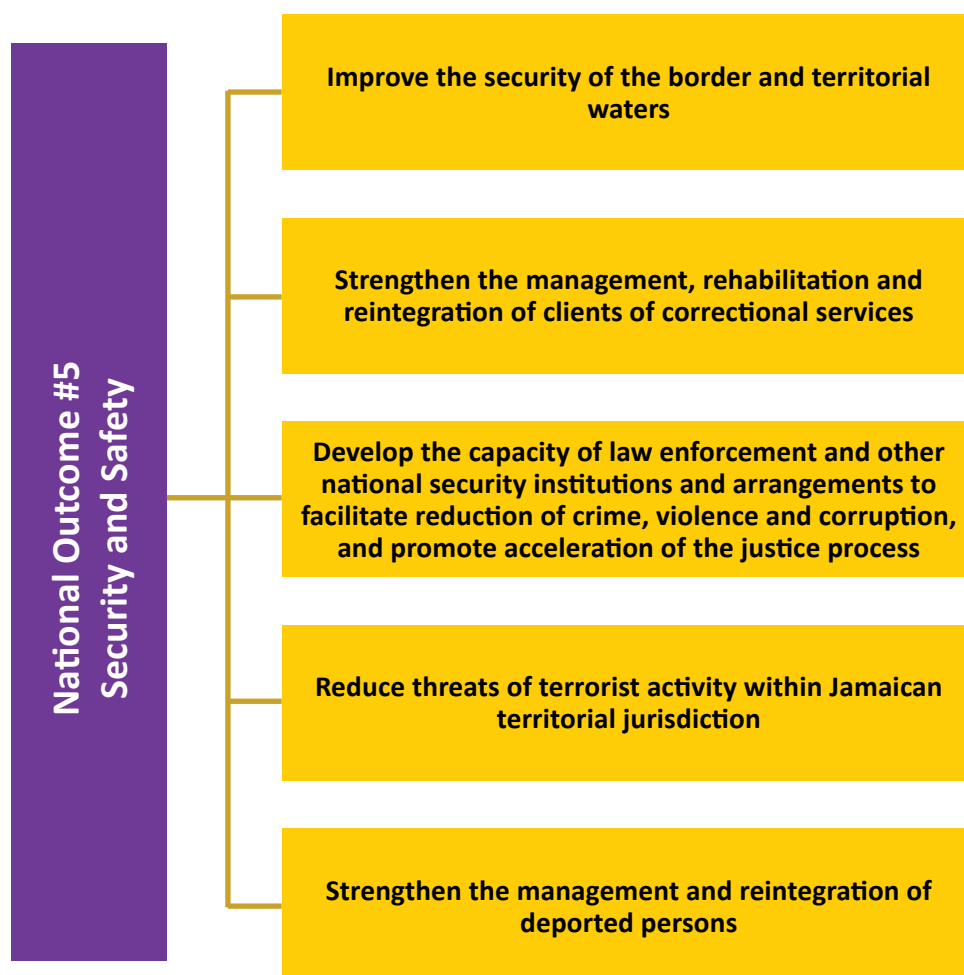 National Outcome #5
Security and Safety
Improve the security of the border and territorial
waters
Strengthen the management, rehabilitation and
reintegration of clients of correctional services
Develop the capacity of law enforcement and other
national security institutions and arrangements to
facilitate reduction of crime, violence and corruption,
and promote acceleration of the justice process
Reduce threats of terrorist activity within Jamaican
territorial jurisdiction
Strengthen the management and reintegration of
deported persons